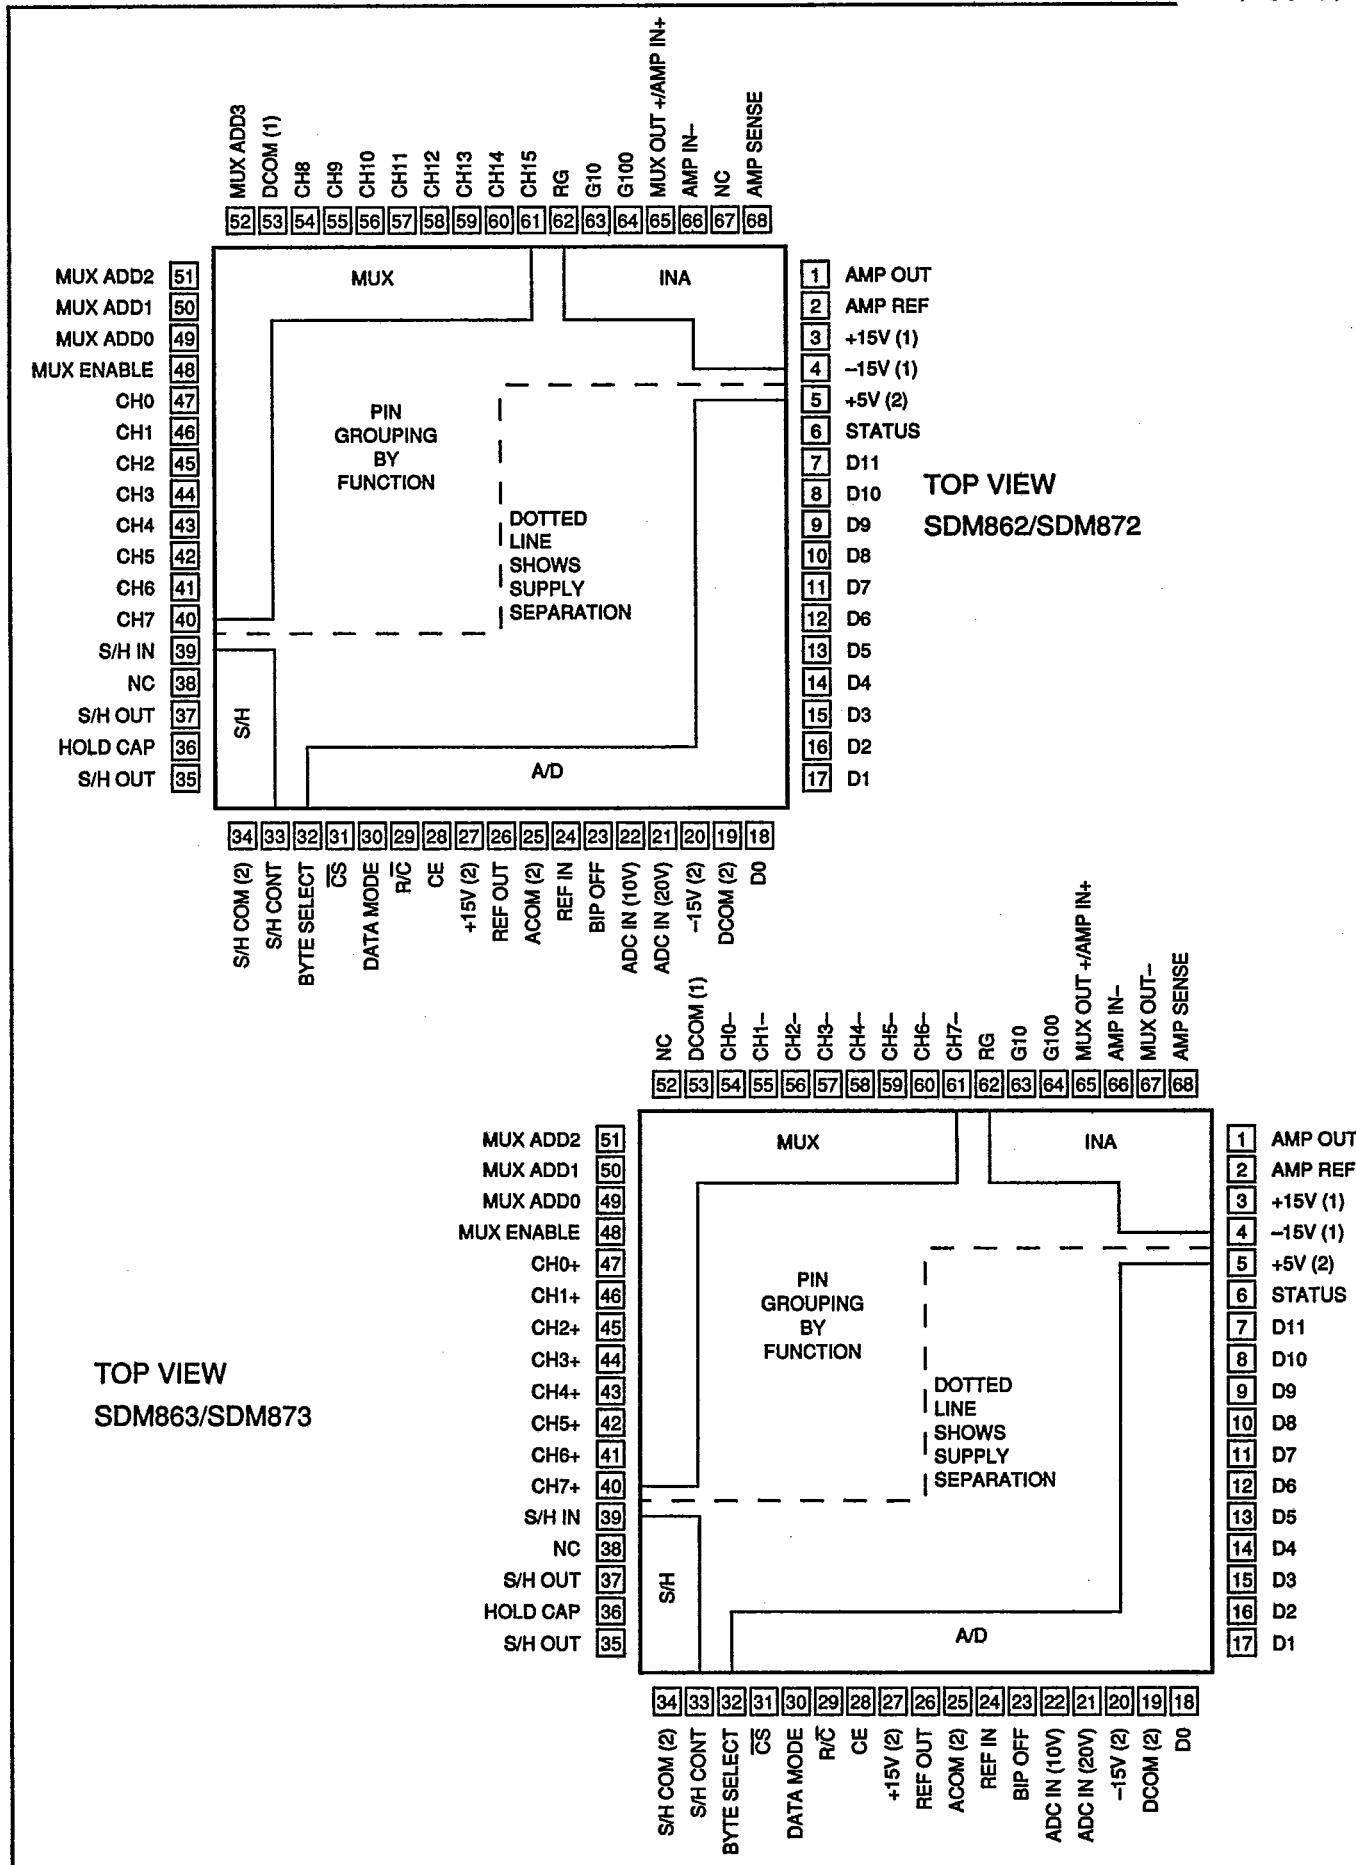 MUX ADD3
DCOM (1)
CH8
CH9
CH10
CH11
CH12
CH13
CH14
CH15
RG
G10
G100
MUX OUT +/AMP IN+
AMP IN–
NC
AMP SENSE
52 53 54 55 56 57 58 59 60 61 62 63 64 65 66 67 68
MUX ADD2 51
MUX ADD1 50
MUX ADD0 49
MUX ENABLE 48
CH0 47
CH1 46
CH2 45
CH3 44
CH4 43
CH5 42
CH6 41
CH7 40
S/H IN 39
NC 38
S/H OUT 37
HOLD CAP 36
S/H OUT 35
MUX
INA
PIN
GROUPING
BY
FUNCTION
DOTTED
LINE
SHOWS
SUPPLY
SEPARATION
S/H
A/D
1 AMP OUT
2 AMP REF
3 +15V (1)
4 –15V (1)
5 +5V (2)
6 STATUS
7 D11
8 D10
9 D9
10 D8
11 D7
12 D6
13 D5
14 D4
15 D3
16 D2
17 D1
TOP VIEW
SDM862/SDM872
34 33 32 31 30 29 28 27 26 25 24 23 22 21 20 19 18
S/H COM (2)
S/H CONT
BYTE SELECT
C̅S̅
DATA MODE
R/C̅
CE
+15V (2)
REF OUT
ACOM (2)
REF IN
BIP OFF
ADC IN (10V)
ADC IN (20V)
–15V (2)
DCOM (2)
D0
NC
DCOM (1)
CH0–
CH1–
CH2–
CH3–
CH4–
CH5–
CH6–
CH7–
RG
G10
G100
MUX OUT +/AMP IN+
AMP IN–
MUX OUT–
AMP SENSE
52 53 54 55 56 57 58 59 60 61 62 63 64 65 66 67 68
MUX ADD2 51
MUX ADD1 50
MUX ADD0 49
MUX ENABLE 48
CH0+ 47
CH1+ 46
CH2+ 45
CH3+ 44
CH4+ 43
CH5+ 42
CH6+ 41
CH7+ 40
S/H IN 39
NC 38
S/H OUT 37
HOLD CAP 36
S/H OUT 35
TOP VIEW
SDM863/SDM873
MUX
INA
PIN
GROUPING
BY
FUNCTION
DOTTED
LINE
SHOWS
SUPPLY
SEPARATION
S/H
A/D
1 AMP OUT
2 AMP REF
3 +15V (1)
4 –15V (1)
5 +5V (2)
6 STATUS
7 D11
8 D10
9 D9
10 D8
11 D7
12 D6
13 D5
14 D4
15 D3
16 D2
17 D1
34 33 32 31 30 29 28 27 26 25 24 23 22 21 20 19 18
S/H COM (2)
S/H CONT
BYTE SELECT
C̅S̅
DATA MODE
R/C̅
CE
+15V (2)
REF OUT
ACOM (2)
REF IN
BIP OFF
ADC IN (10V)
ADC IN (20V)
–15V (2)
DCOM (2)
D0